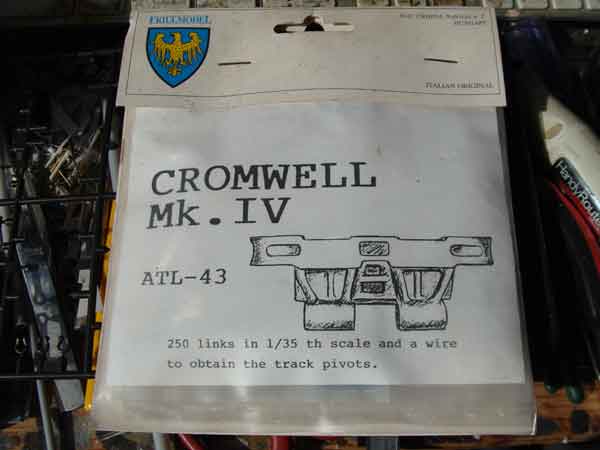 FRIULMODEL
HUNGARY
ITALIAN ORIGINAL
CROMWELL
Mk.IV
ATL-43
250 links in 1/35 th scale and a wire
to obtain the track pivots.